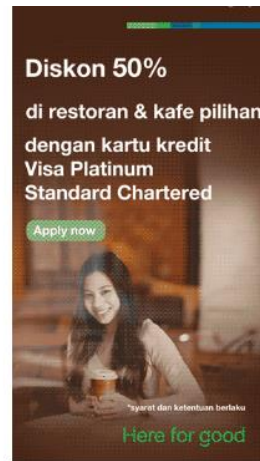 Diskon 50%
di restoran & kafe pilihan
dengan kartu kredit
Visa Platinum
Standard Chartered
Apply now
*syarat dan ketentuan berlaku
Here for good